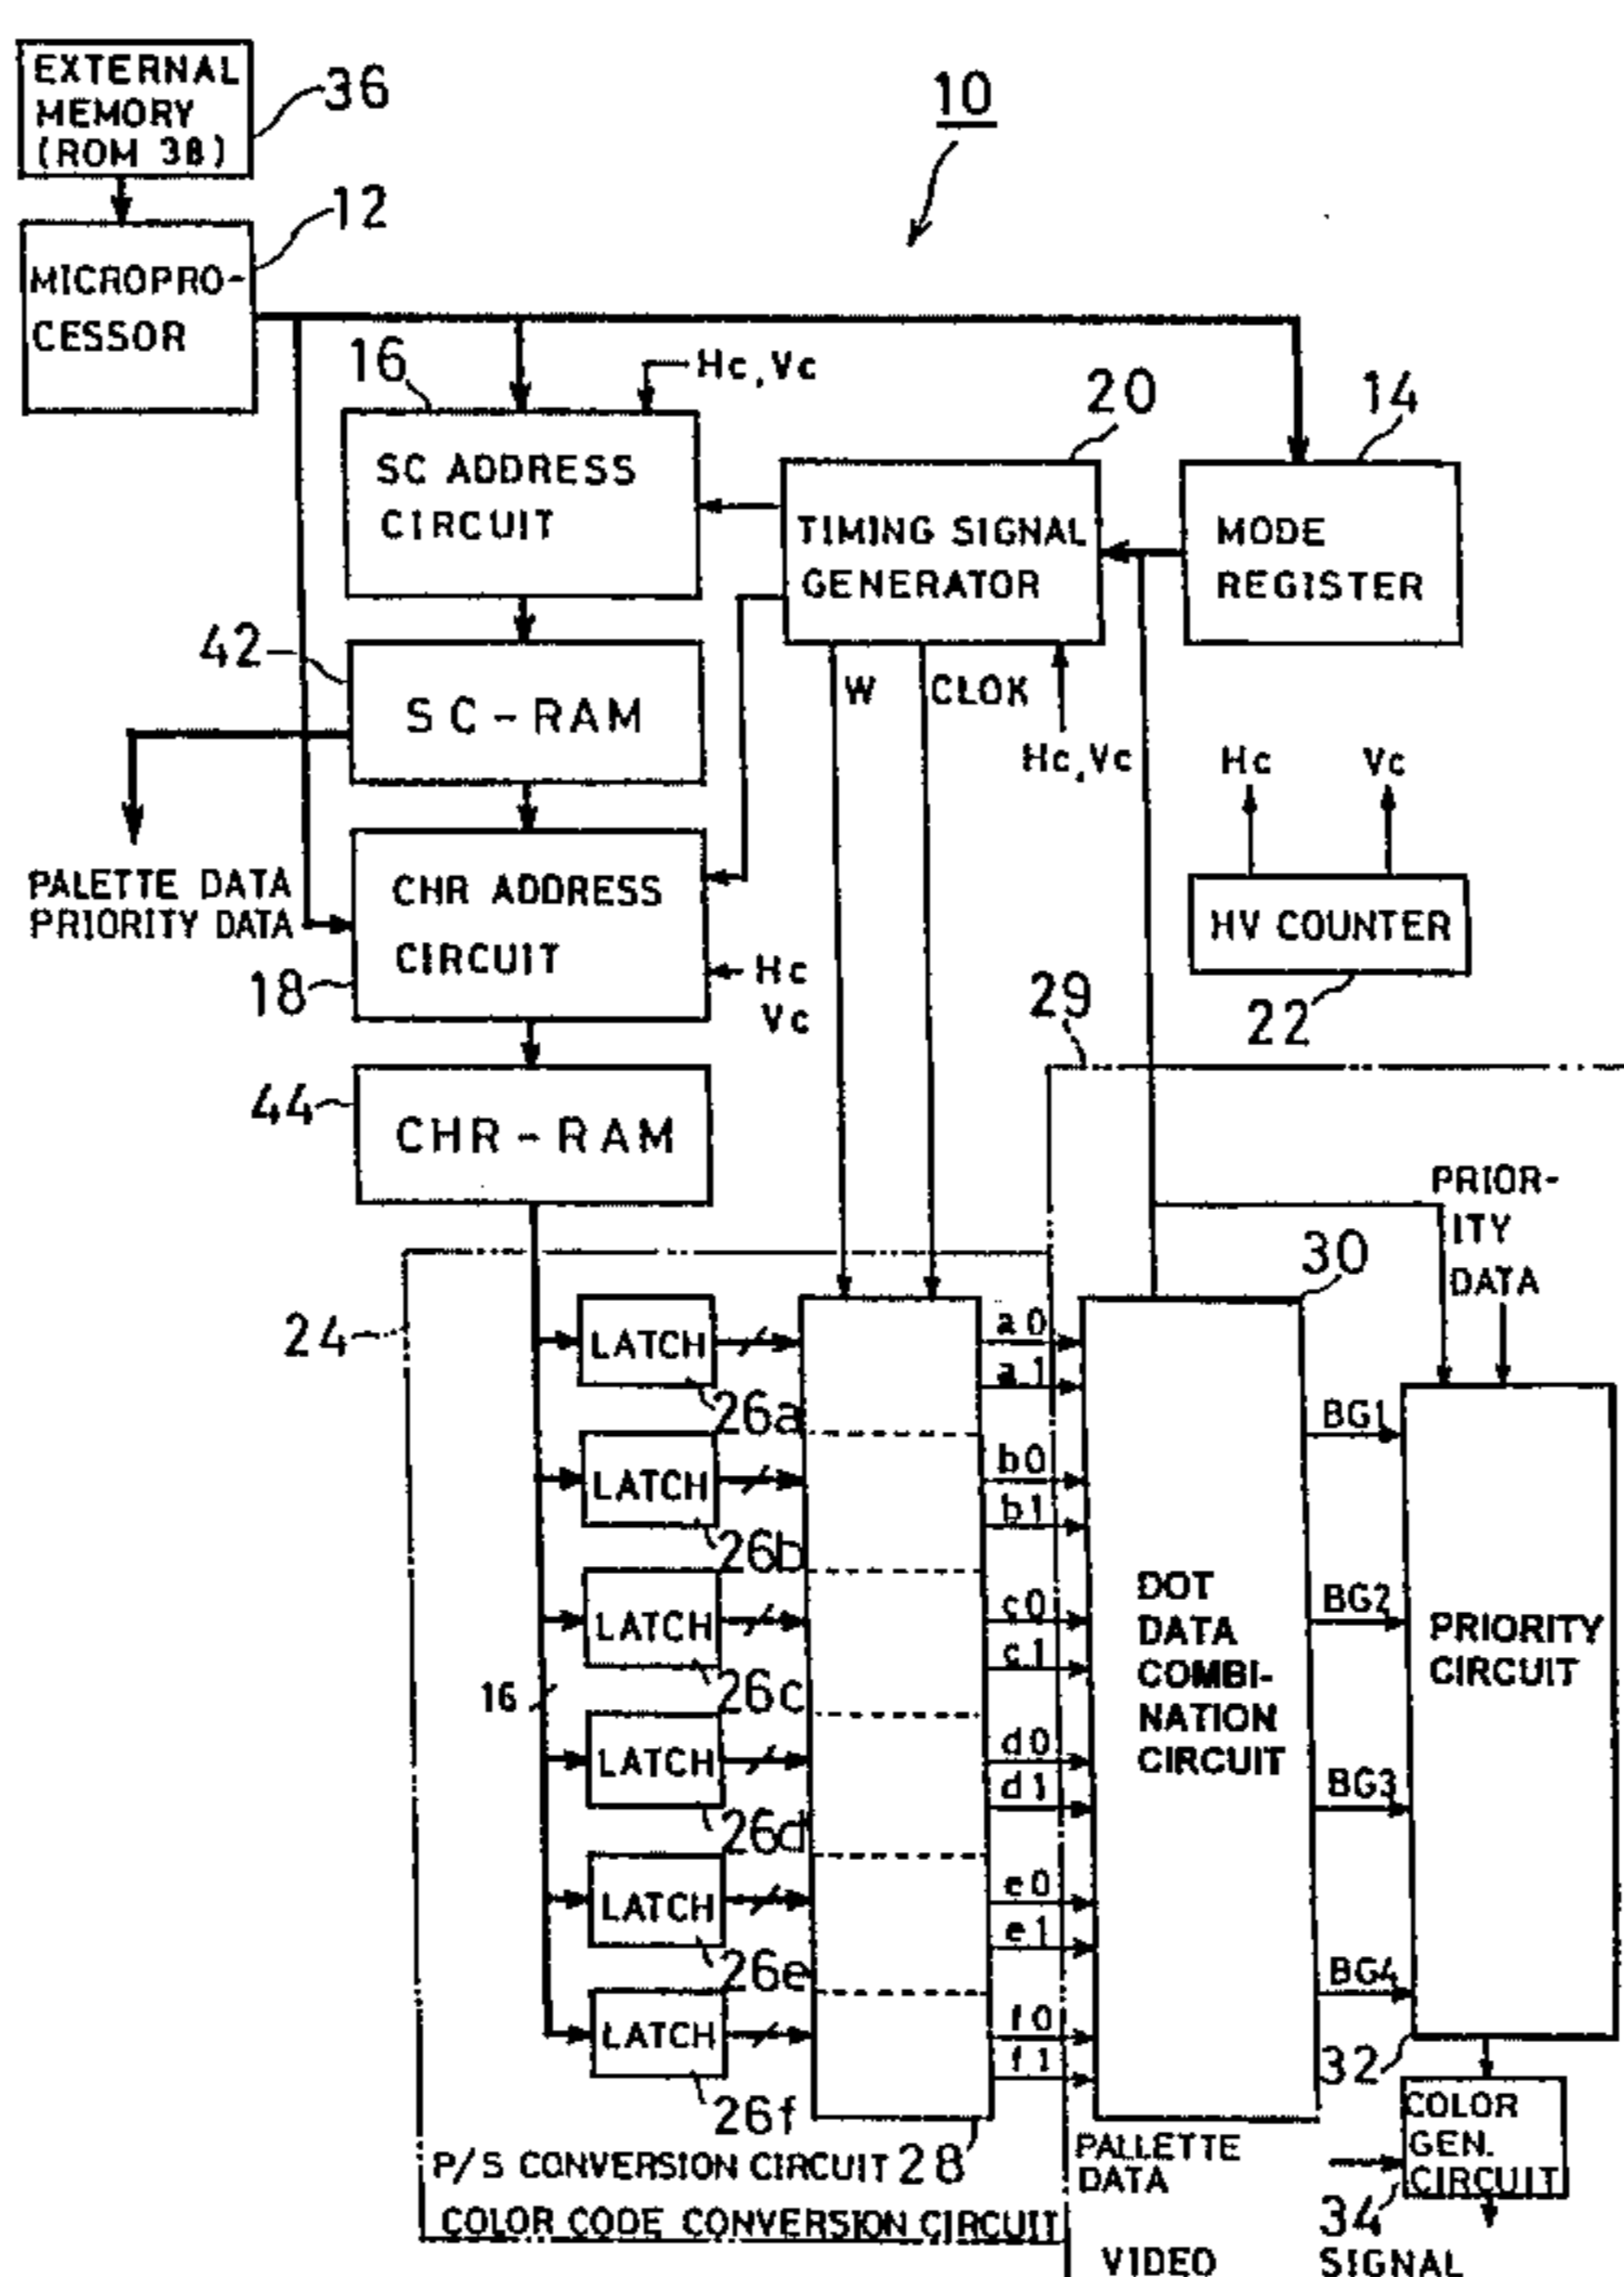 EXTERNAL
MEMORY
(ROM 38)
36
10
12
MICROPRO-
CESSOR
16
Hc, Vc
20
14
SC ADDRESS
CIRCUIT
TIMING SIGNAL
GENERATOR
MODE
REGISTER
42
SC-RAM
W
CLOK
Hc, Vc
Hc
Vc
PALETTE DATA
PRIORITY DATA
CHR ADDRESS
CIRCUIT
18
Hc
Vc
HV COUNTER
22
29
44
CHR-RAM
PRIOR-
ITY
DATA
30
24
LATCH
26a
a0
a1
BG1
LATCH
26b
b0
b1
LATCH
26c
c0
c1
16
DOT
DATA
COMBI-
NATION
CIRCUIT
BG2
PRIORITY
CIRCUIT
LATCH
26d
d0
d1
BG3
LATCH
26e
e0
e1
BG4
LATCH
26f
f0
f1
32
P/S CONVERSION CIRCUIT 28
COLOR CODE CONVERSION CIRCUIT
PALLETTE
DATA
COLOR
GEN.
CIRCUIT
34
VIDEO SIGNAL